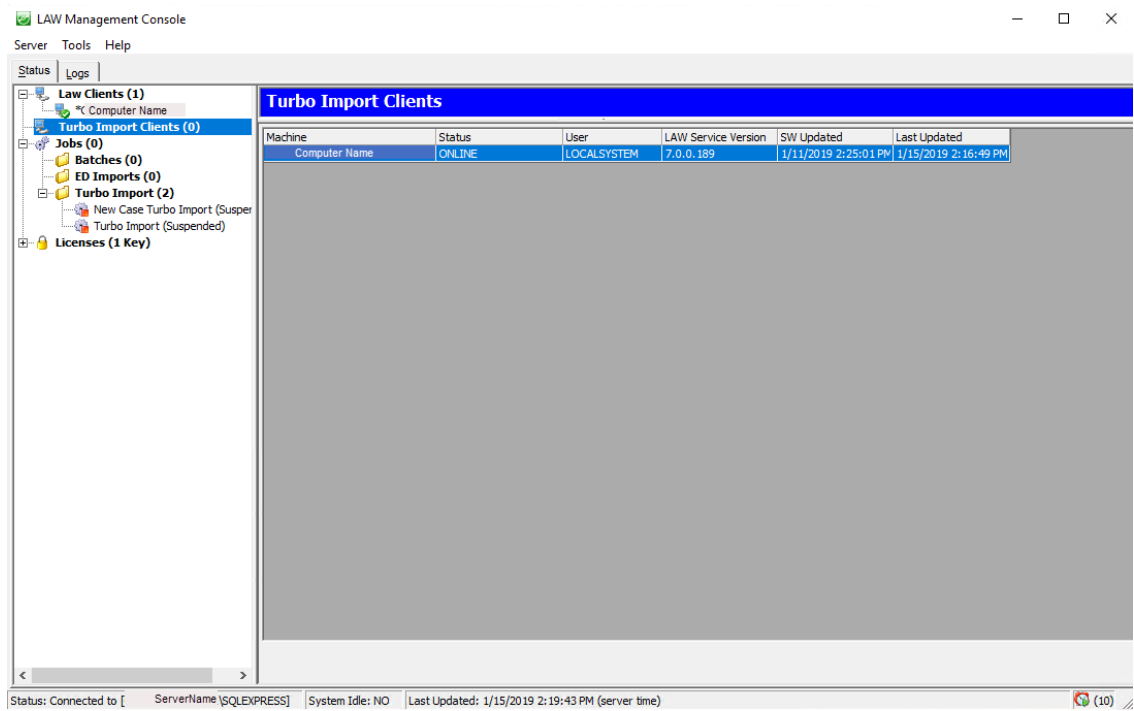 LAW Management Console
Server Tools Help
Status Logs
Law Clients (1)
*( Computer Name
Turbo Import Clients (0)
Jobs (0)
Batches (0)
ED Imports (0)
Turbo Import (2)
New Case Turbo Import (Susper
Turbo Import (Suspended)
Licenses (1 Key)
Turbo Import Clients
Machine Status User LAW Service Version SW Updated Last Updated
Computer Name ONLINE LOCALSYSTEM 7.0.0.189 1/11/2019 2:25:01 PM 1/15/2019 2:16:49 PM
Status: Connected to [ ServerName\SQLEXPRESS] System Idle: NO Last Updated: 1/15/2019 2:19:43 PM (server time) (10)